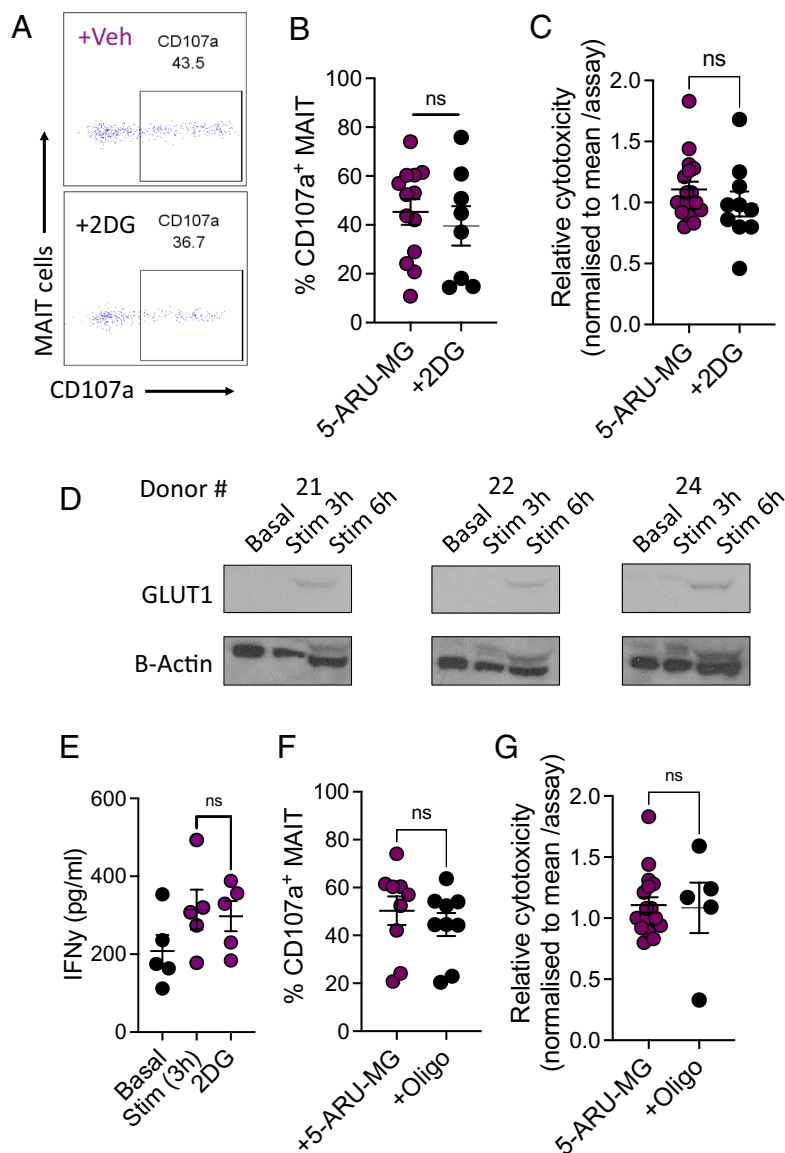 A
+Veh
CD107a
43.5
+2DG
CD107a
36.7
MAIT cells
CD107a
B
% CD107a+ MAIT
100
80
60
40
20
0
ns
5-ARU-MG
+2DG
C
Relative cytotoxicity
(normalised to mean /assay)
2.0
1.5
1.0
0.5
0.0
ns
5-ARU-MG
+2DG
D
Donor #
21
22
24
Basal
Stim 3h
Stim 6h
Basal
Stim 3h
Stim 6h
Basal
Stim 3h
Stim 6h
GLUT1
B-Actin
E
IFNy (pg/ml)
600
400
200
0
ns
Basal
Stim (3h)
2DG
F
% CD107a+ MAIT
100
80
60
40
20
0
ns
+5-ARU-MG
+Oligo
G
Relative cytotoxicity
(normalised to mean /assay)
2.0
1.5
1.0
0.5
0.0
ns
5-ARU-MG
+Oligo